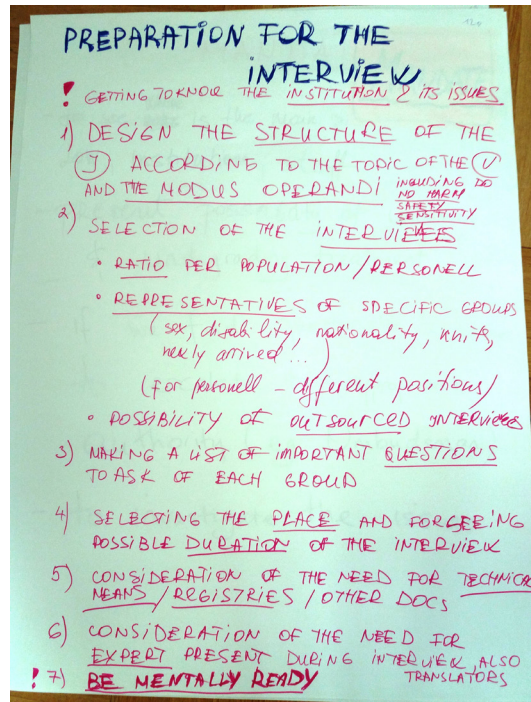 PREPARATION FOR THE
INTERVIEW
! GETTING TO KNOW THE INSTITUTION & ITS ISSUES
1) DESIGN THE STRUCTURE OF THE
(I) ACCORDING TO THE TOPIC OF THE (V)
AND THE MODUS OPERANDI INCLUDING DO
NO HARM
SAFETY
SENSITIVITY
2) SELECTION OF THE INTERVIEWEES
• RATIO PER POPULATION / PERSONELL
• REPRESENTATIVES OF SPECIFIC GROUPS
(sex, disability, nationality, units,
newly arrived ...)
(for personell – different positions)
• POSSIBILITY OF OUTSOURCED INTERVIEWS
3) MAKING A LIST OF IMPORTANT QUESTIONS
TO ASK OF EACH GROUP
4) SELECTING THE PLACE AND FORSEEING
POSSIBLE DURATION OF THE INTERVIEW
5) CONSIDERATION OF THE NEED FOR TECHNICAL
MEANS / REGISTRIES / OTHER DOCS
6) CONSIDERATION OF THE NEED FOR
EXPERT PRESENT DURING INTERVIEW, ALSO
TRANSLATORS
! 7) BE MENTALLY READY